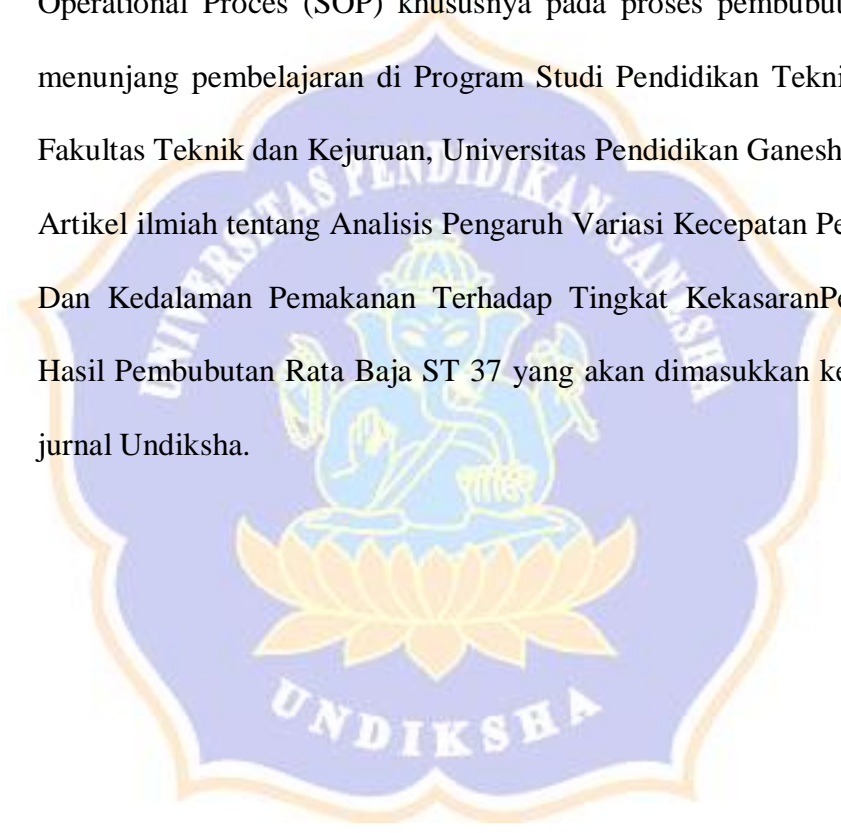 Operational Proces (SOP) khususnya pada proses pembubut
menunjang pembelajaran di Program Studi Pendidikan Tekni
Fakultas Teknik dan Kejuruan, Universitas Pendidikan Ganesh
Artikel ilmiah tentang Analisis Pengaruh Variasi Kecepatan Pe
Dan Kedalaman Pemakanan Terhadap Tingkat KekasaranPe
Hasil Pembubutan Rata Baja ST 37 yang akan dimasukkan ke
jurnal Undiksha.
UNIVERSITAS PENDIDIKAN GANESHA
UNDIKSHA